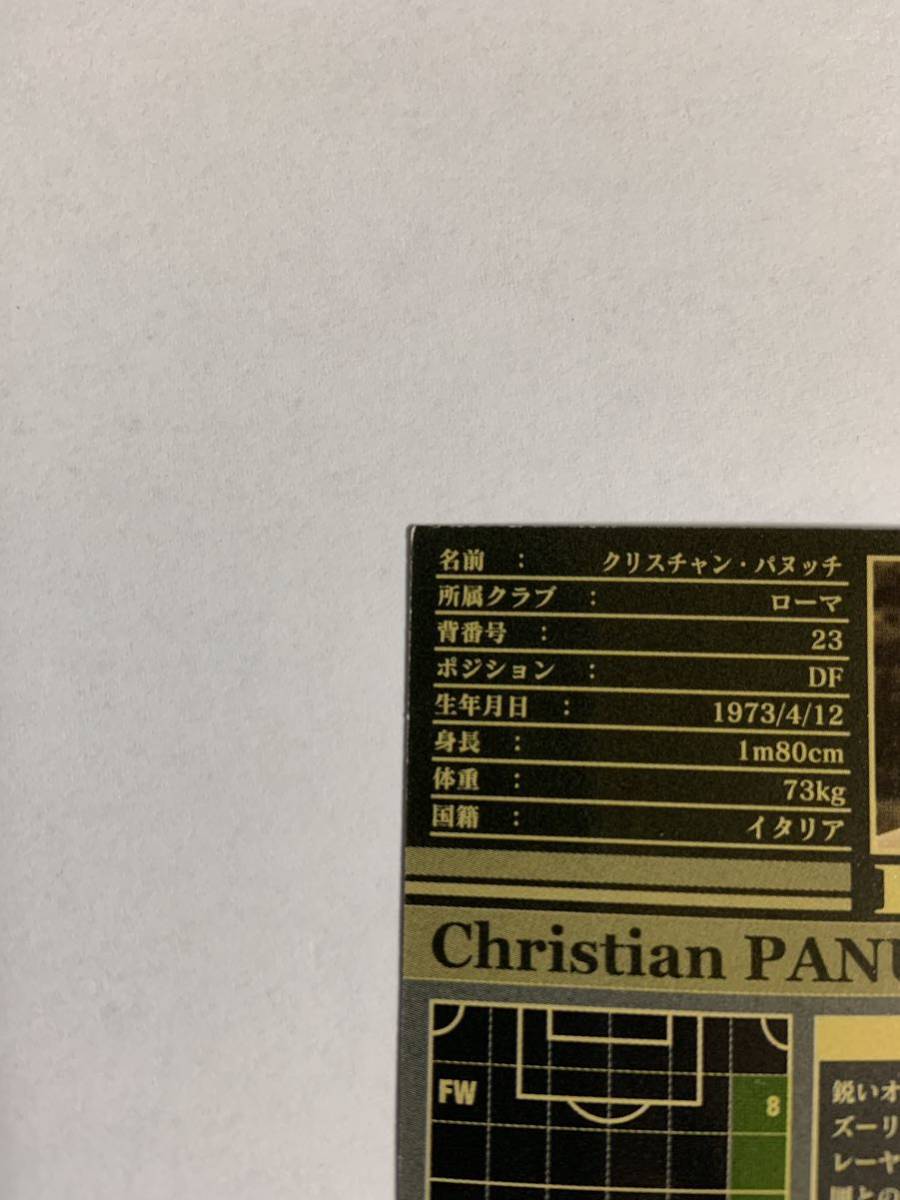 名前 : クリスチャン・パヌッチ
所属クラブ : ローマ
背番号 : 23
ポジション : DF
生年月日 : 1973/4/12
身長 : 1m80cm
体重 : 73kg
国籍 : イタリア
Christian PANU
FW 8
鋭いオ
ズーリ
レーヤ